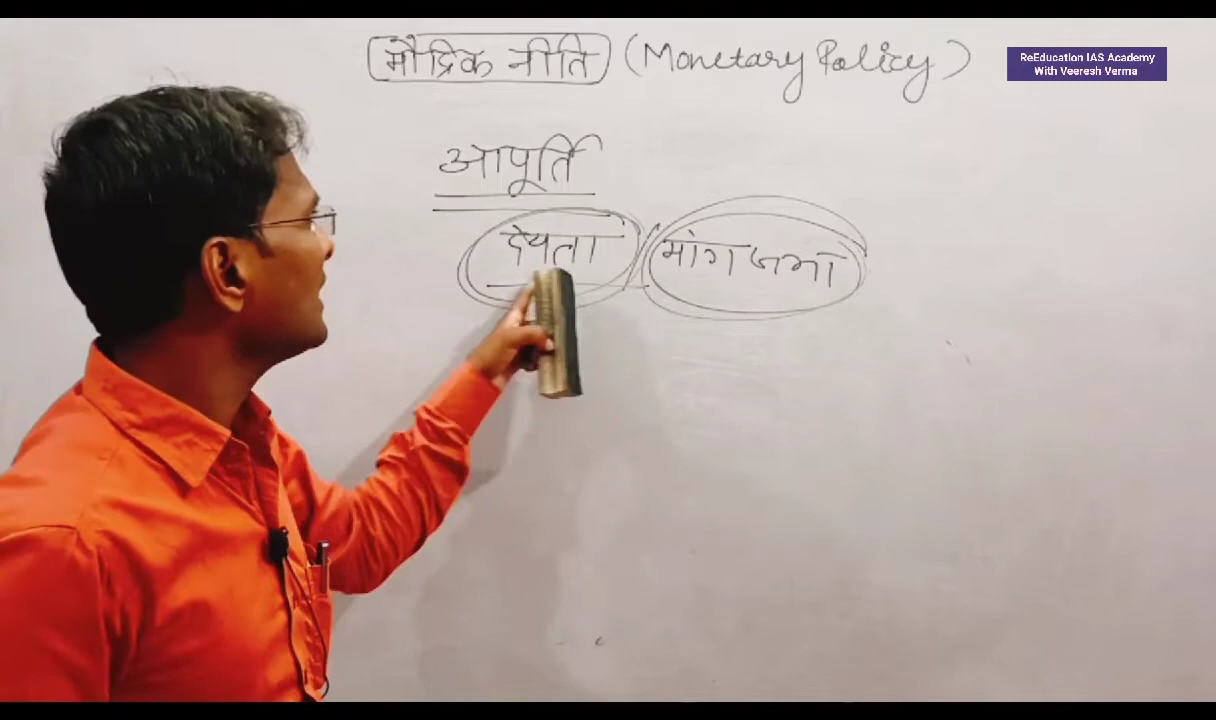 मौद्रिक नीति (Monetary Policy)
ReEducation IAS Academy
With Veeresh Verma
आपूर्ति
देयता / मांग जमा